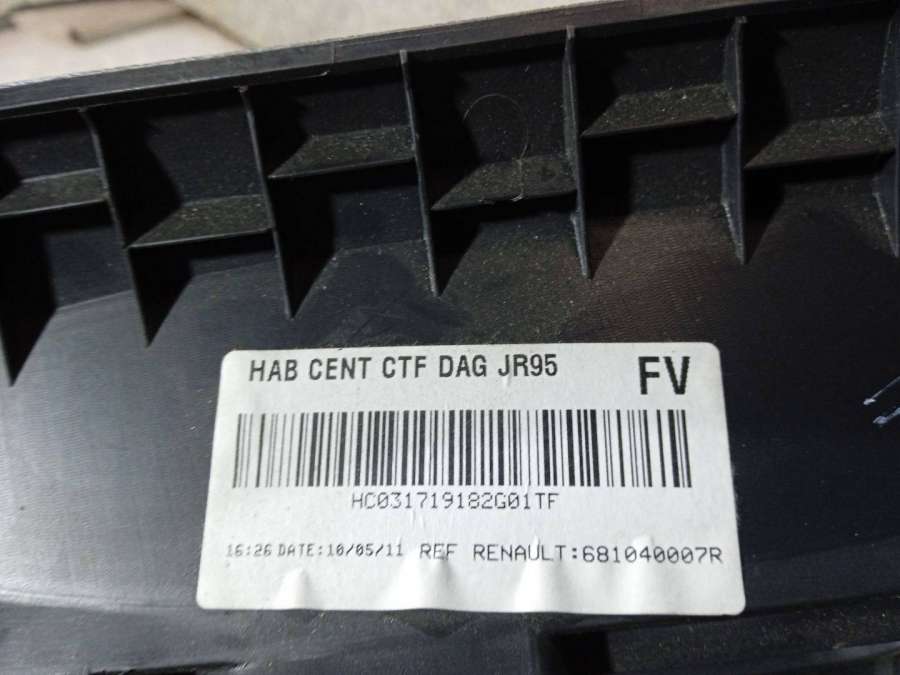 HAB CENT CTF DAG JR95 FV
HC031719182G01TF
16:26 DATE:10/05/11 REF RENAULT:681040007R